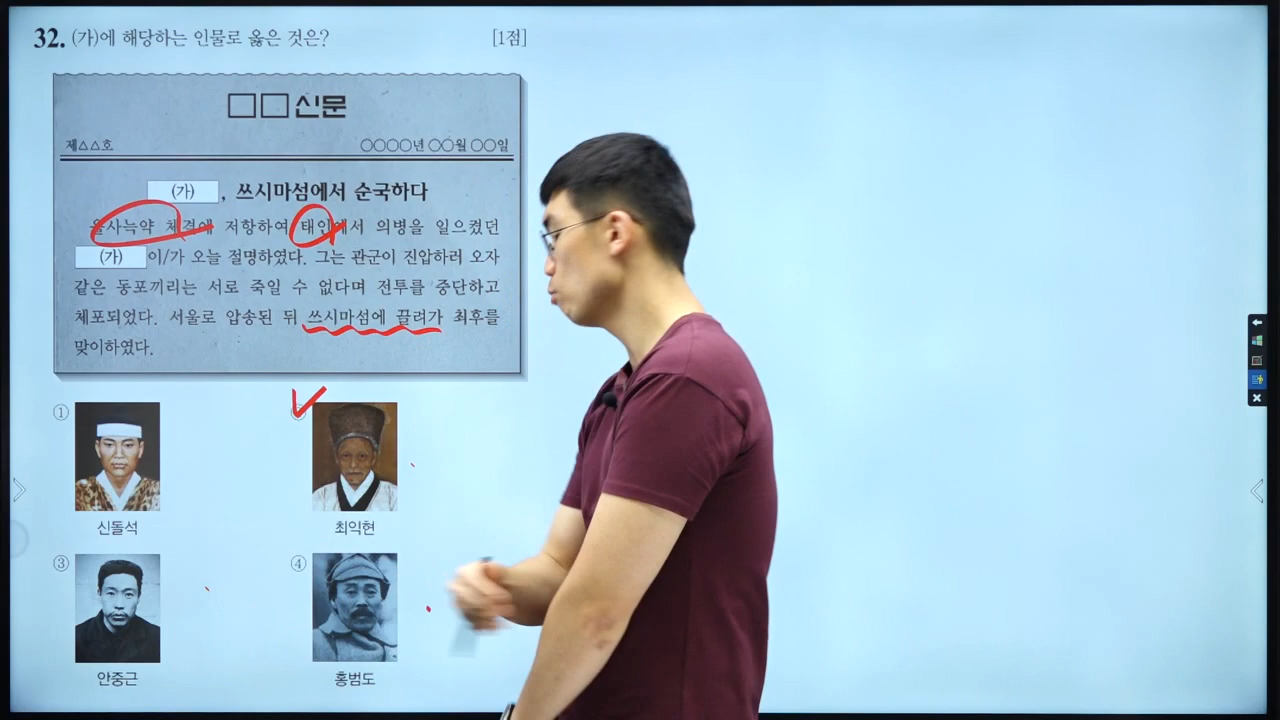 32. (가)에 해당하는 인물로 옳은 것은? [1점]
□□신문
제△△호 ○○○○년 ○○월 ○○일
(가) , 쓰시마섬에서 순국하다
을사늑약 체결에 저항하여 태인에서 의병을 일으켰던
(가) 이/가 오늘 절명하였다. 그는 관군이 진압하러 오자
같은 동포끼리는 서로 죽일 수 없다며 전투를 중단하고
체포되었다. 서울로 압송된 뒤 쓰시마섬에 끌려가 최후를
맞이하였다.
① 신돌석
최익현
③ 안중근
④ 홍범도